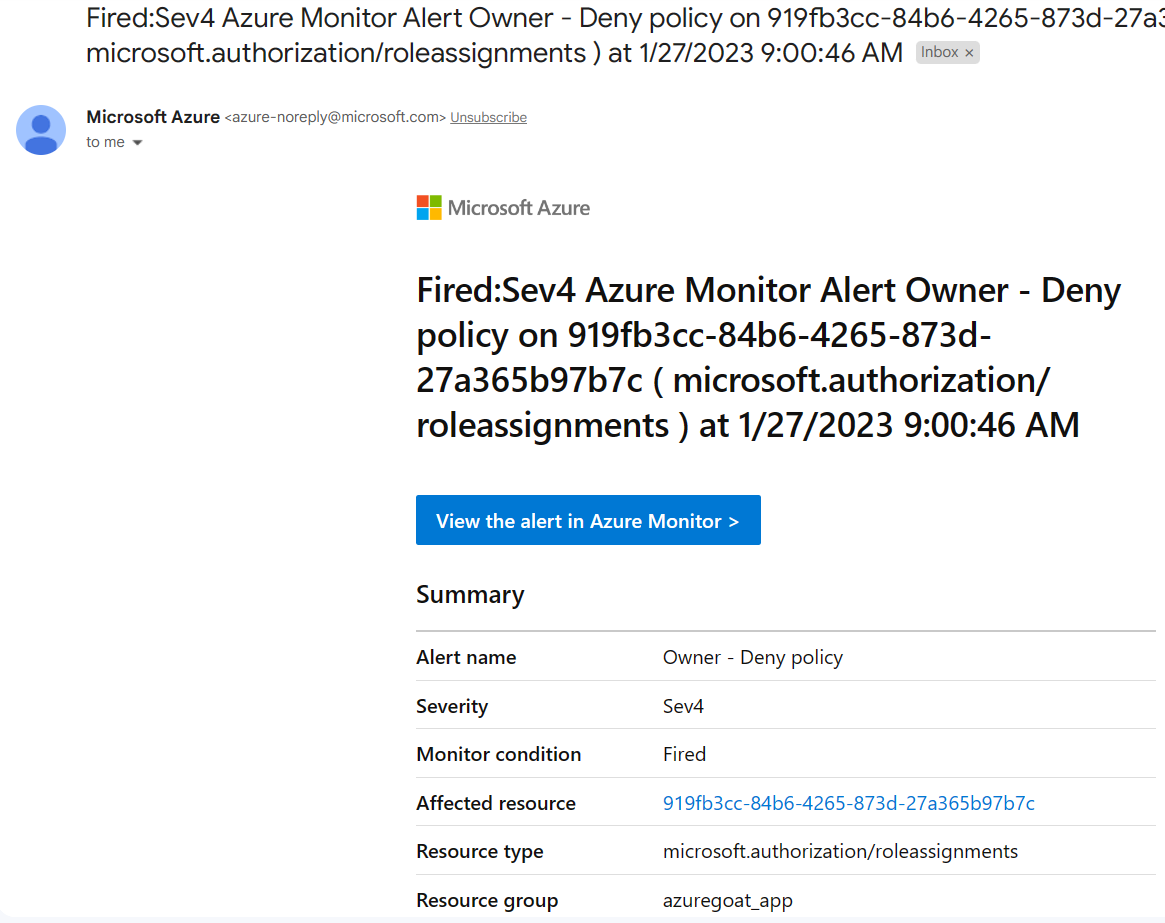 Fired:Sev4 Azure Monitor Alert Owner - Deny policy on 919fb3cc-84b6-4265-873d-27a3
microsoft.authorization/roleassignments ) at 1/27/2023 9:00:46 AM Inbox ×
Microsoft Azure <azure-noreply@microsoft.com> Unsubscribe
to me
Microsoft Azure
Fired:Sev4 Azure Monitor Alert Owner - Deny
policy on 919fb3cc-84b6-4265-873d-
27a365b97b7c ( microsoft.authorization/
roleassignments ) at 1/27/2023 9:00:46 AM
View the alert in Azure Monitor >
Summary
Alert name Owner - Deny policy
Severity Sev4
Monitor condition Fired
Affected resource 919fb3cc-84b6-4265-873d-27a365b97b7c
Resource type microsoft.authorization/roleassignments
Resource group azuregoat_app